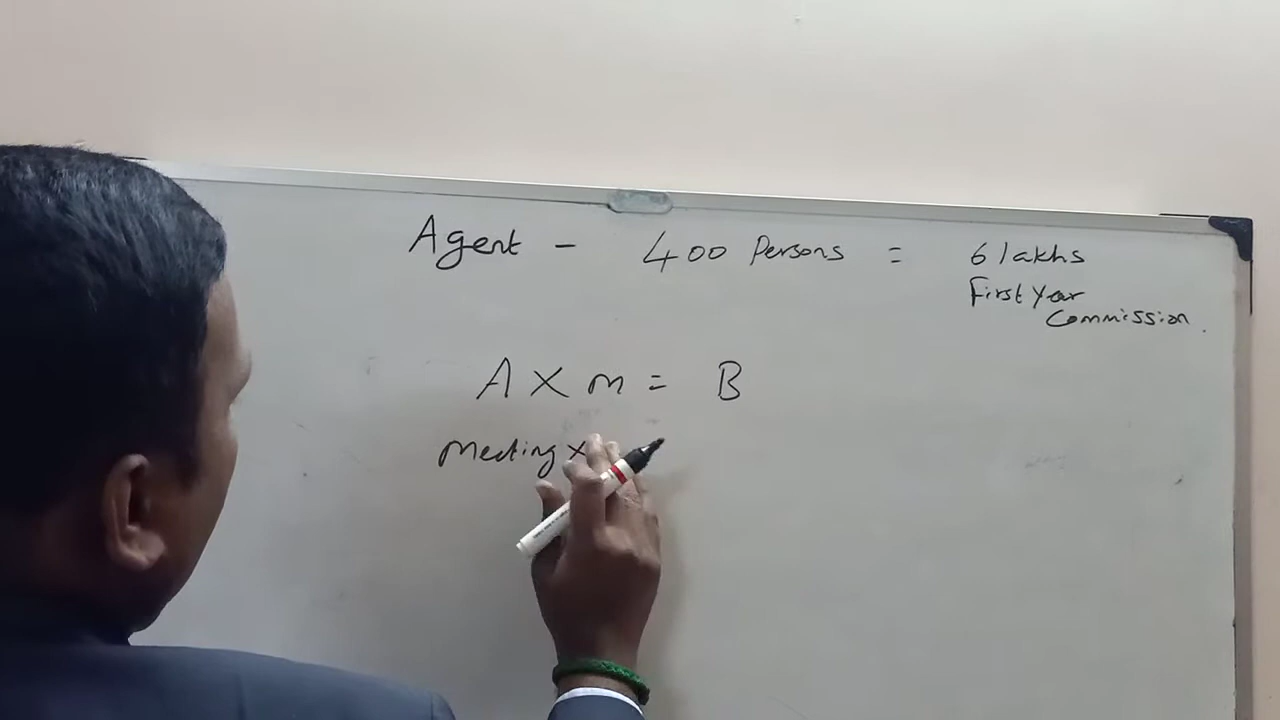 Agent - 400 Persons = 6 lakhs
First Year
Commission.
A X m = B
Meeting x